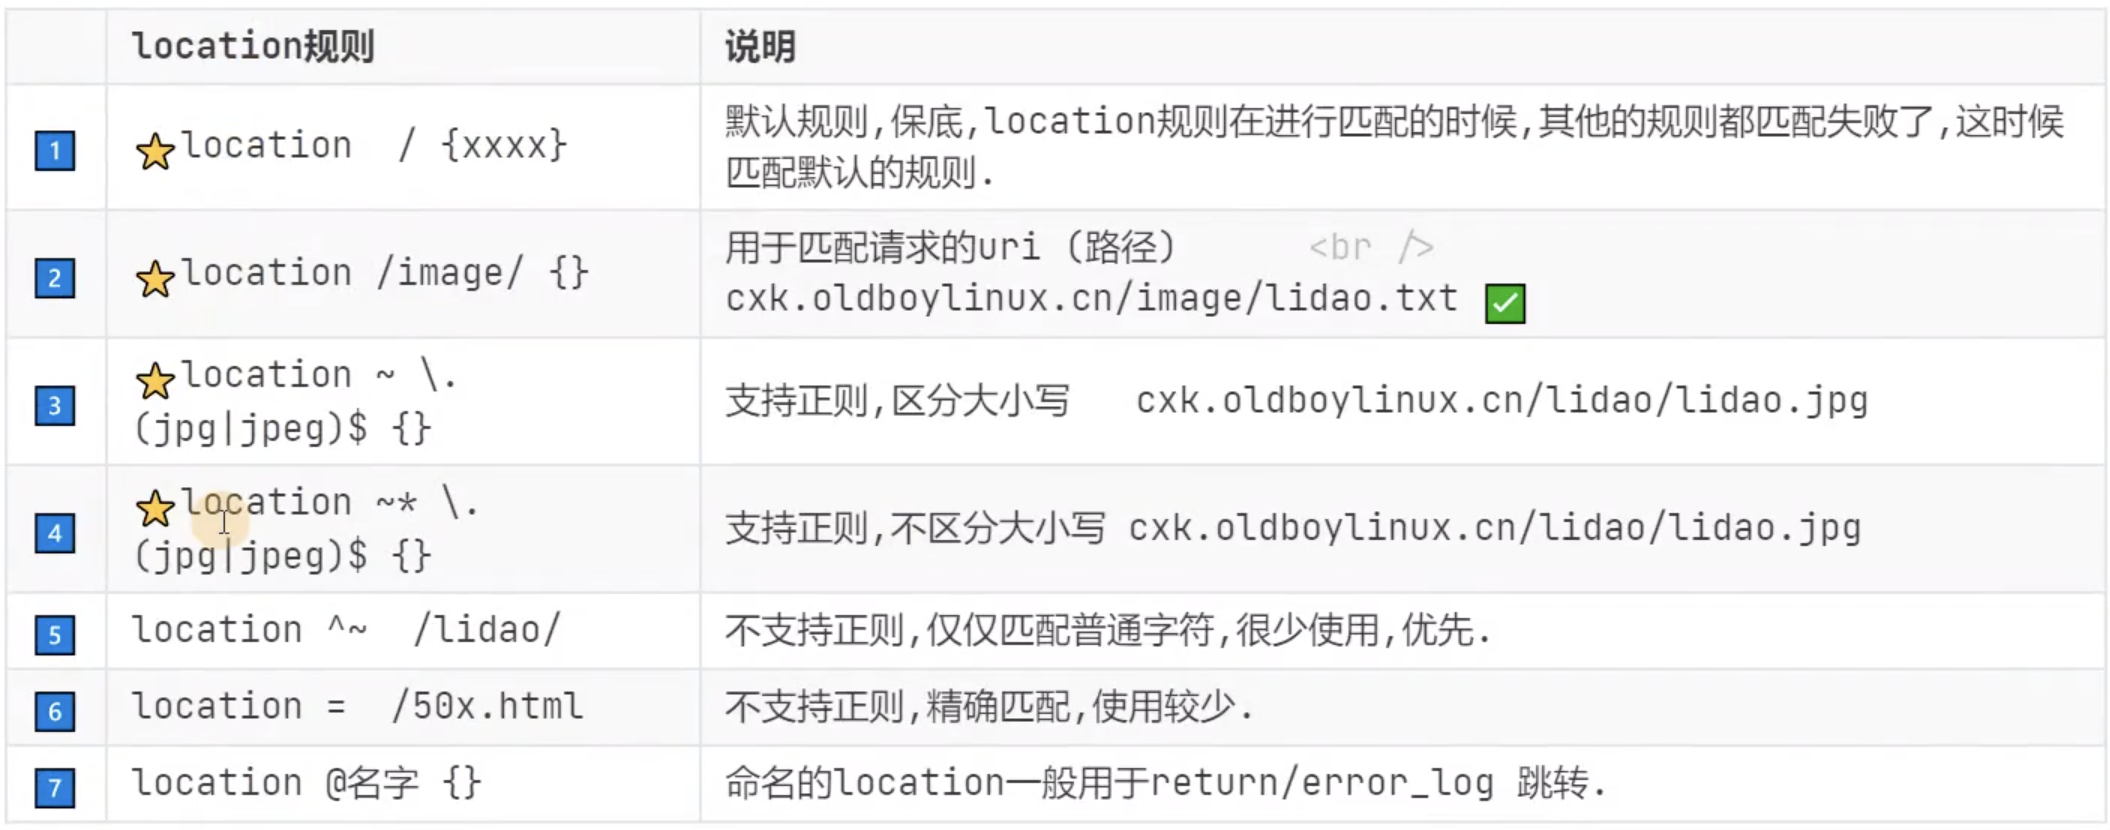 location规则 说明
1 ⭐location / {xxxx} 默认规则,保底,location规则在进行匹配的时候,其他的规则都匹配失败了,这时候
匹配默认的规则.
2 ⭐location /image/ {} 用于匹配请求的uri (路径) <br />
cxk.oldboylinux.cn/image/lidao.txt ✅
3 ⭐location ~ \.
(jpg|jpeg)$ {} 支持正则,区分大小写 cxk.oldboylinux.cn/lidao/lidao.jpg
4 ⭐location ~* \.
(jpg|jpeg)$ {} 支持正则,不区分大小写 cxk.oldboylinux.cn/lidao/lidao.jpg
5 location ^~ /lidao/ 不支持正则,仅仅匹配普通字符,很少使用,优先.
6 location = /50x.html 不支持正则,精确匹配,使用较少.
7 location @名字 {} 命名的location一般用于return/error_log 跳转.